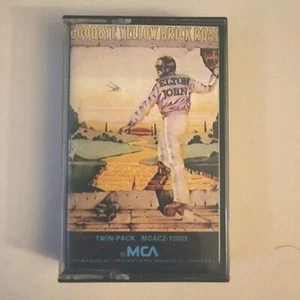 GOODBYE YELLOW BRICK ROAD
ELTON
JOHN
TWIN-PACK MCAC2-10003
MCA